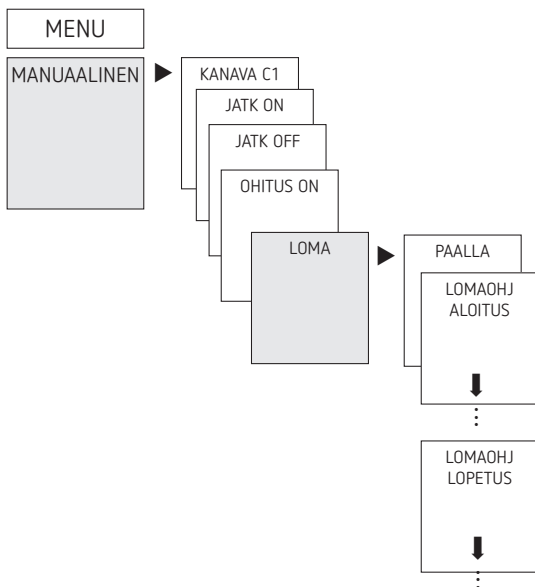 MENU
MANUAALINEN
KANAVA C1
JATK ON
JATK OFF
OHITUS ON
LOMA
PAALLA
LOMAOHJ
ALOITUS
LOMAOHJ
LOPETUS